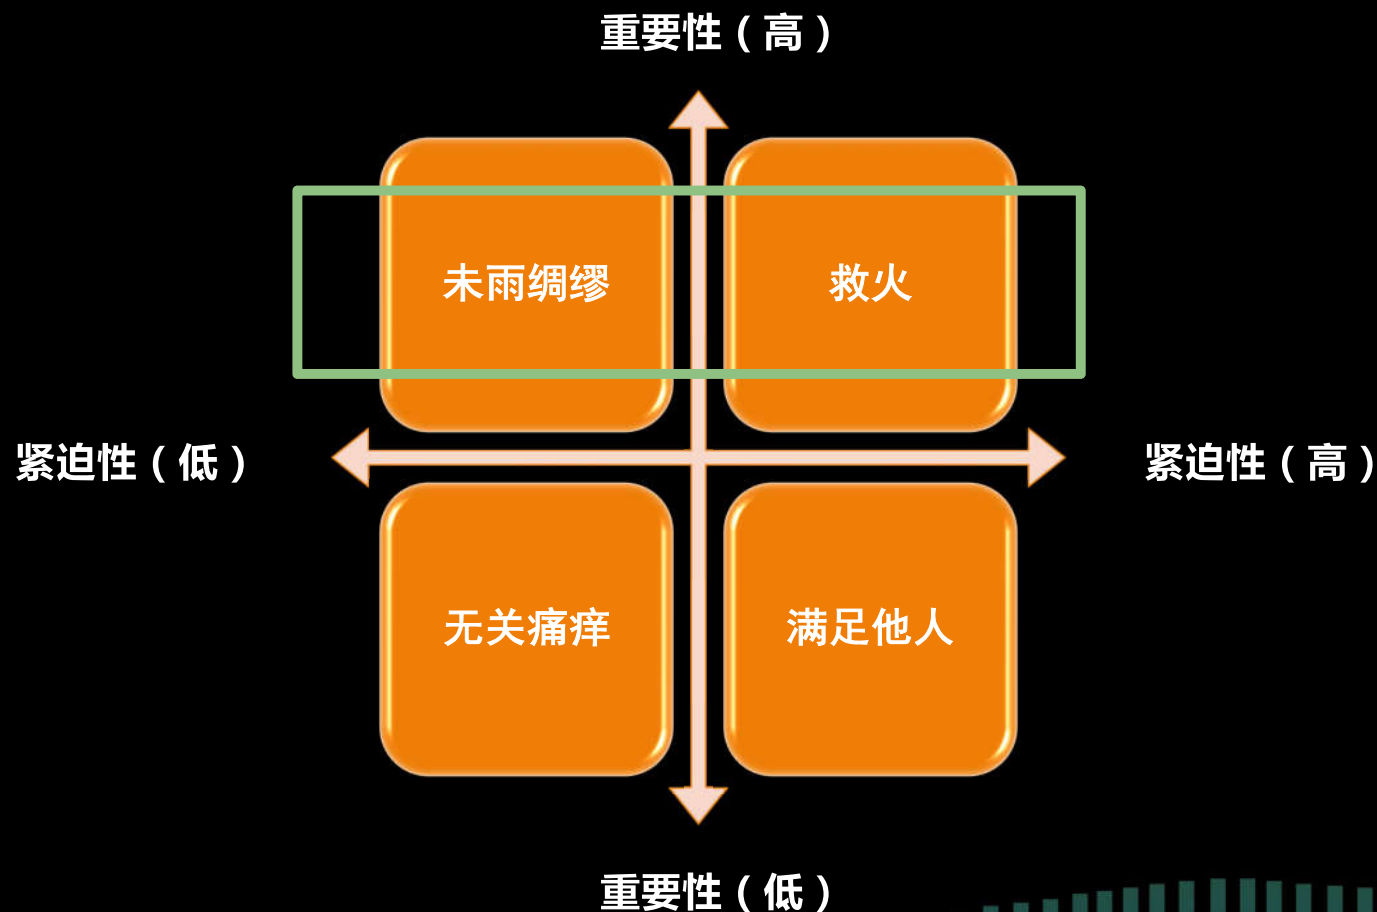 重要性（高）
未雨绸缪
救火
紧迫性（低）
紧迫性（高）
无关痛痒
满足他人
重要性（低）